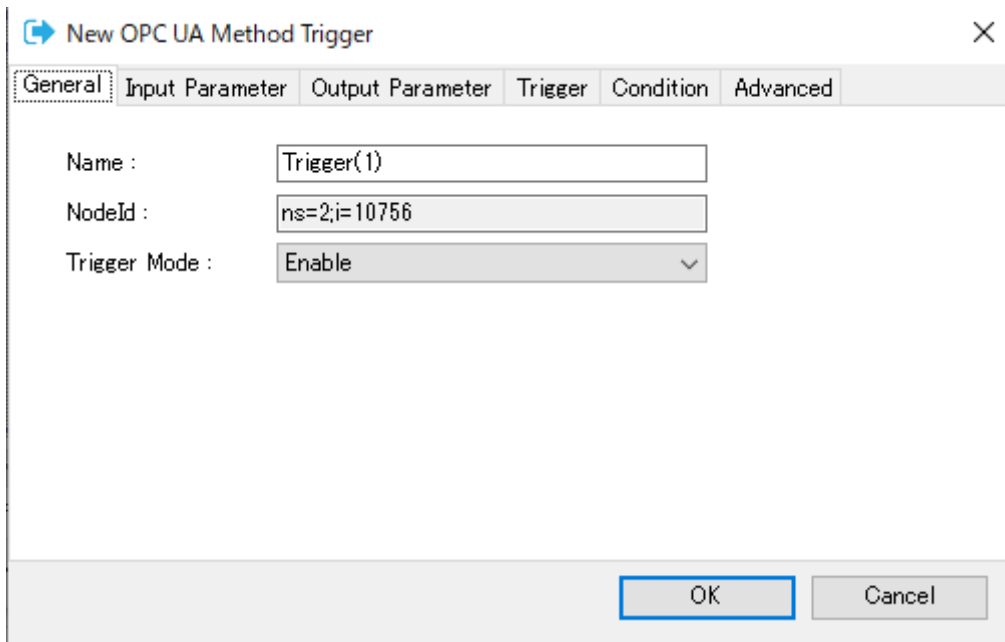 New OPC UA Method Trigger
General Input Parameter Output Parameter Trigger Condition Advanced
Name : Trigger(1)
NodeId : ns=2;i=10756
Trigger Mode : Enable
OK Cancel